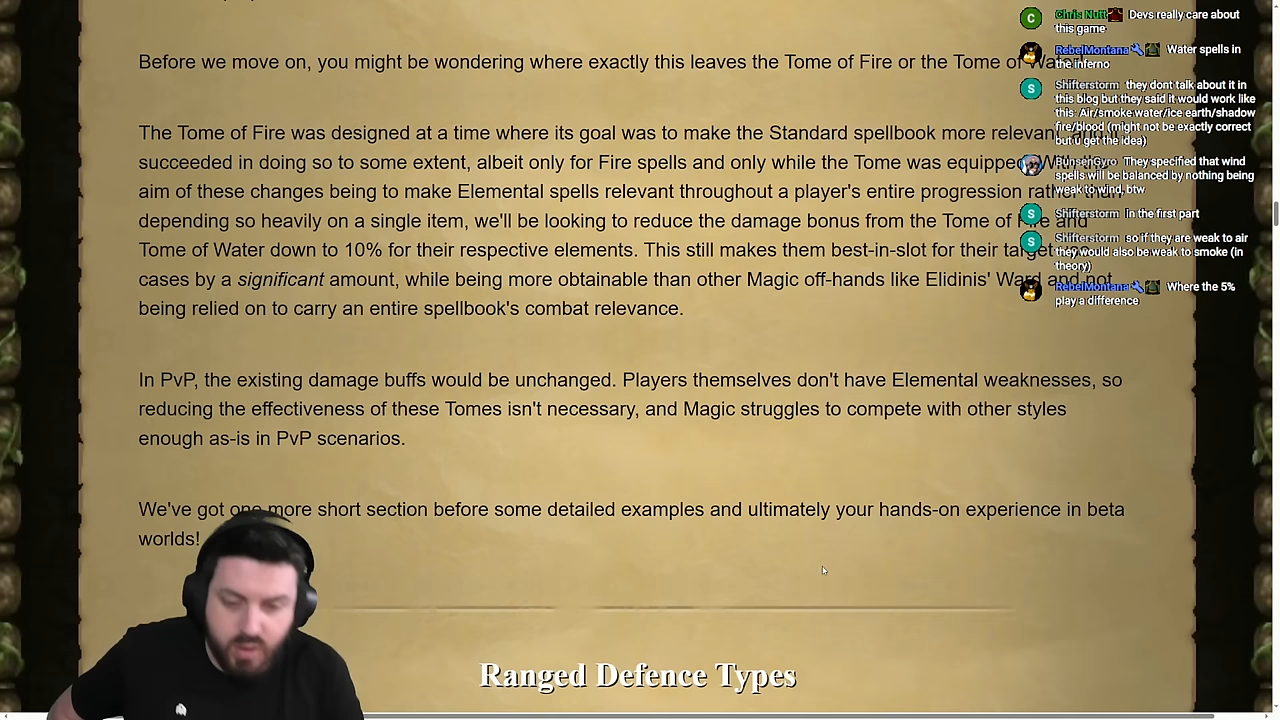 Before we move on, you might be wondering where exactly this leaves the Tome of Fire or the Tome of
The Tome of Fire was designed at a time where its goal was to make the Standard spellbook more relevant
succeeded in doing so to some extent, albeit only for Fire spells and only while the Tome was equipped
aim of these changes being to make Elemental spells relevant throughout a player's entire progression rather than
depending so heavily on a single item, we'll be looking to reduce the damage bonus from the Tome of Fire and
Tome of Water down to 10% for their respective elements. This still makes them best-in-slot for their target
cases by a significant amount, while being more obtainable than other Magic off-hands like Elidinis' Ward and not
being relied on to carry an entire spellbook's combat relevance.
In PvP, the existing damage buffs would be unchanged. Players themselves don't have Elemental weaknesses, so
reducing the effectiveness of these Tomes isn't necessary, and Magic struggles to compete with other styles
enough as-is in PvP scenarios.
We've got one more short section before some detailed examples and ultimately your hands-on experience in beta
worlds!
Ranged Defence Types
C Chris Nutt Devs really care about
this game
RebelMontana Water spells in
the inferno
S Shifterstorm they dont talk about it in
this blog but they said it would work like
this: Air/smoke water/ice earth/shadow
fire/blood (might not be exactly correct
but u get the idea)
BunsenGyro They specified that wind
spells will be balanced by nothing being
weak to wind, btw
S Shifterstorm in the first part
S Shifterstorm so if they are weak to air
they would also be weak to smoke (in
theory)
RebelMontana Where the 5%
play a difference